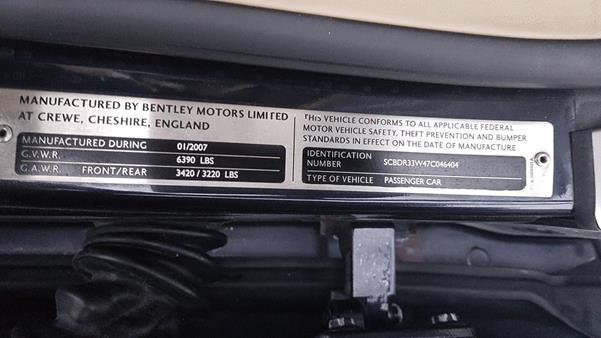 MANUFACTURED BY BENTLEY MOTORS LIMITED
AT CREWE, CHESHIRE, ENGLAND
MANUFACTURED DURING 01/2007
G.V.W.R. 6390 LBS
G.A.W.R. FRONT/REAR 3420 / 3220 LBS
THIS VEHICLE CONFORMS TO ALL APPLICABLE FEDERAL
MOTOR VEHICLE SAFETY, THEFT PREVENTION AND BUMPER
STANDARDS IN EFFECT ON THE DATE OF MANUFACTURE
IDENTIFICATION
NUMBER SCBDR33W47C046404
TYPE OF VEHICLE PASSENGER CAR